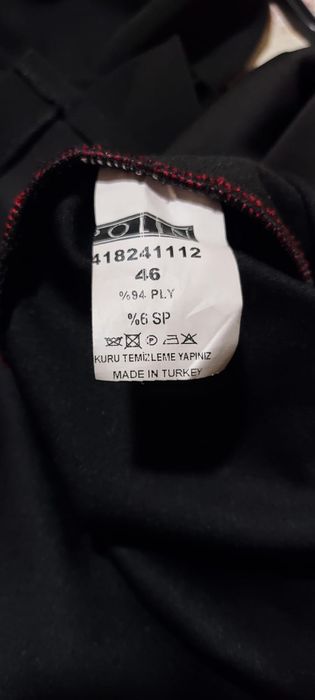 418241112
46
%94 PLY
%6 SP
KURU TEMİZLEME YAPINIZ
MADE IN TURKEY